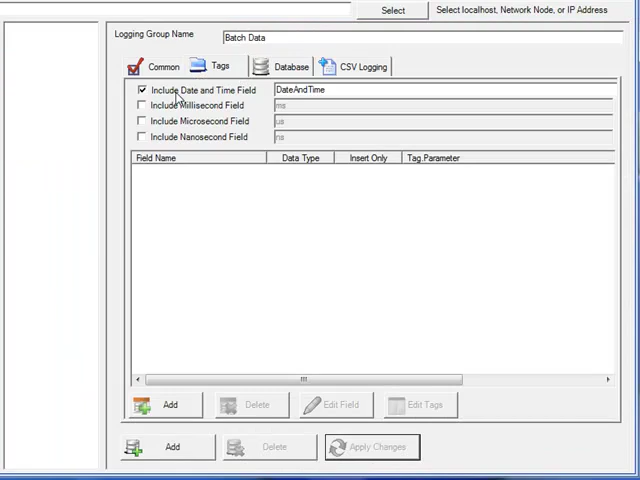 Select Select localhost, Network Node, or IP Address
Logging Group Name Batch Data
Common Tags Database CSV Logging
Include Date and Time Field DateAndTime
Include Millisecond Field ms
Include Microsecond Field us
Include Nanosecond Field ns
Field Name Data Type Insert Only Tag.Parameter
Add Delete Edit Field Edit Tags
Add Delete Apply Changes